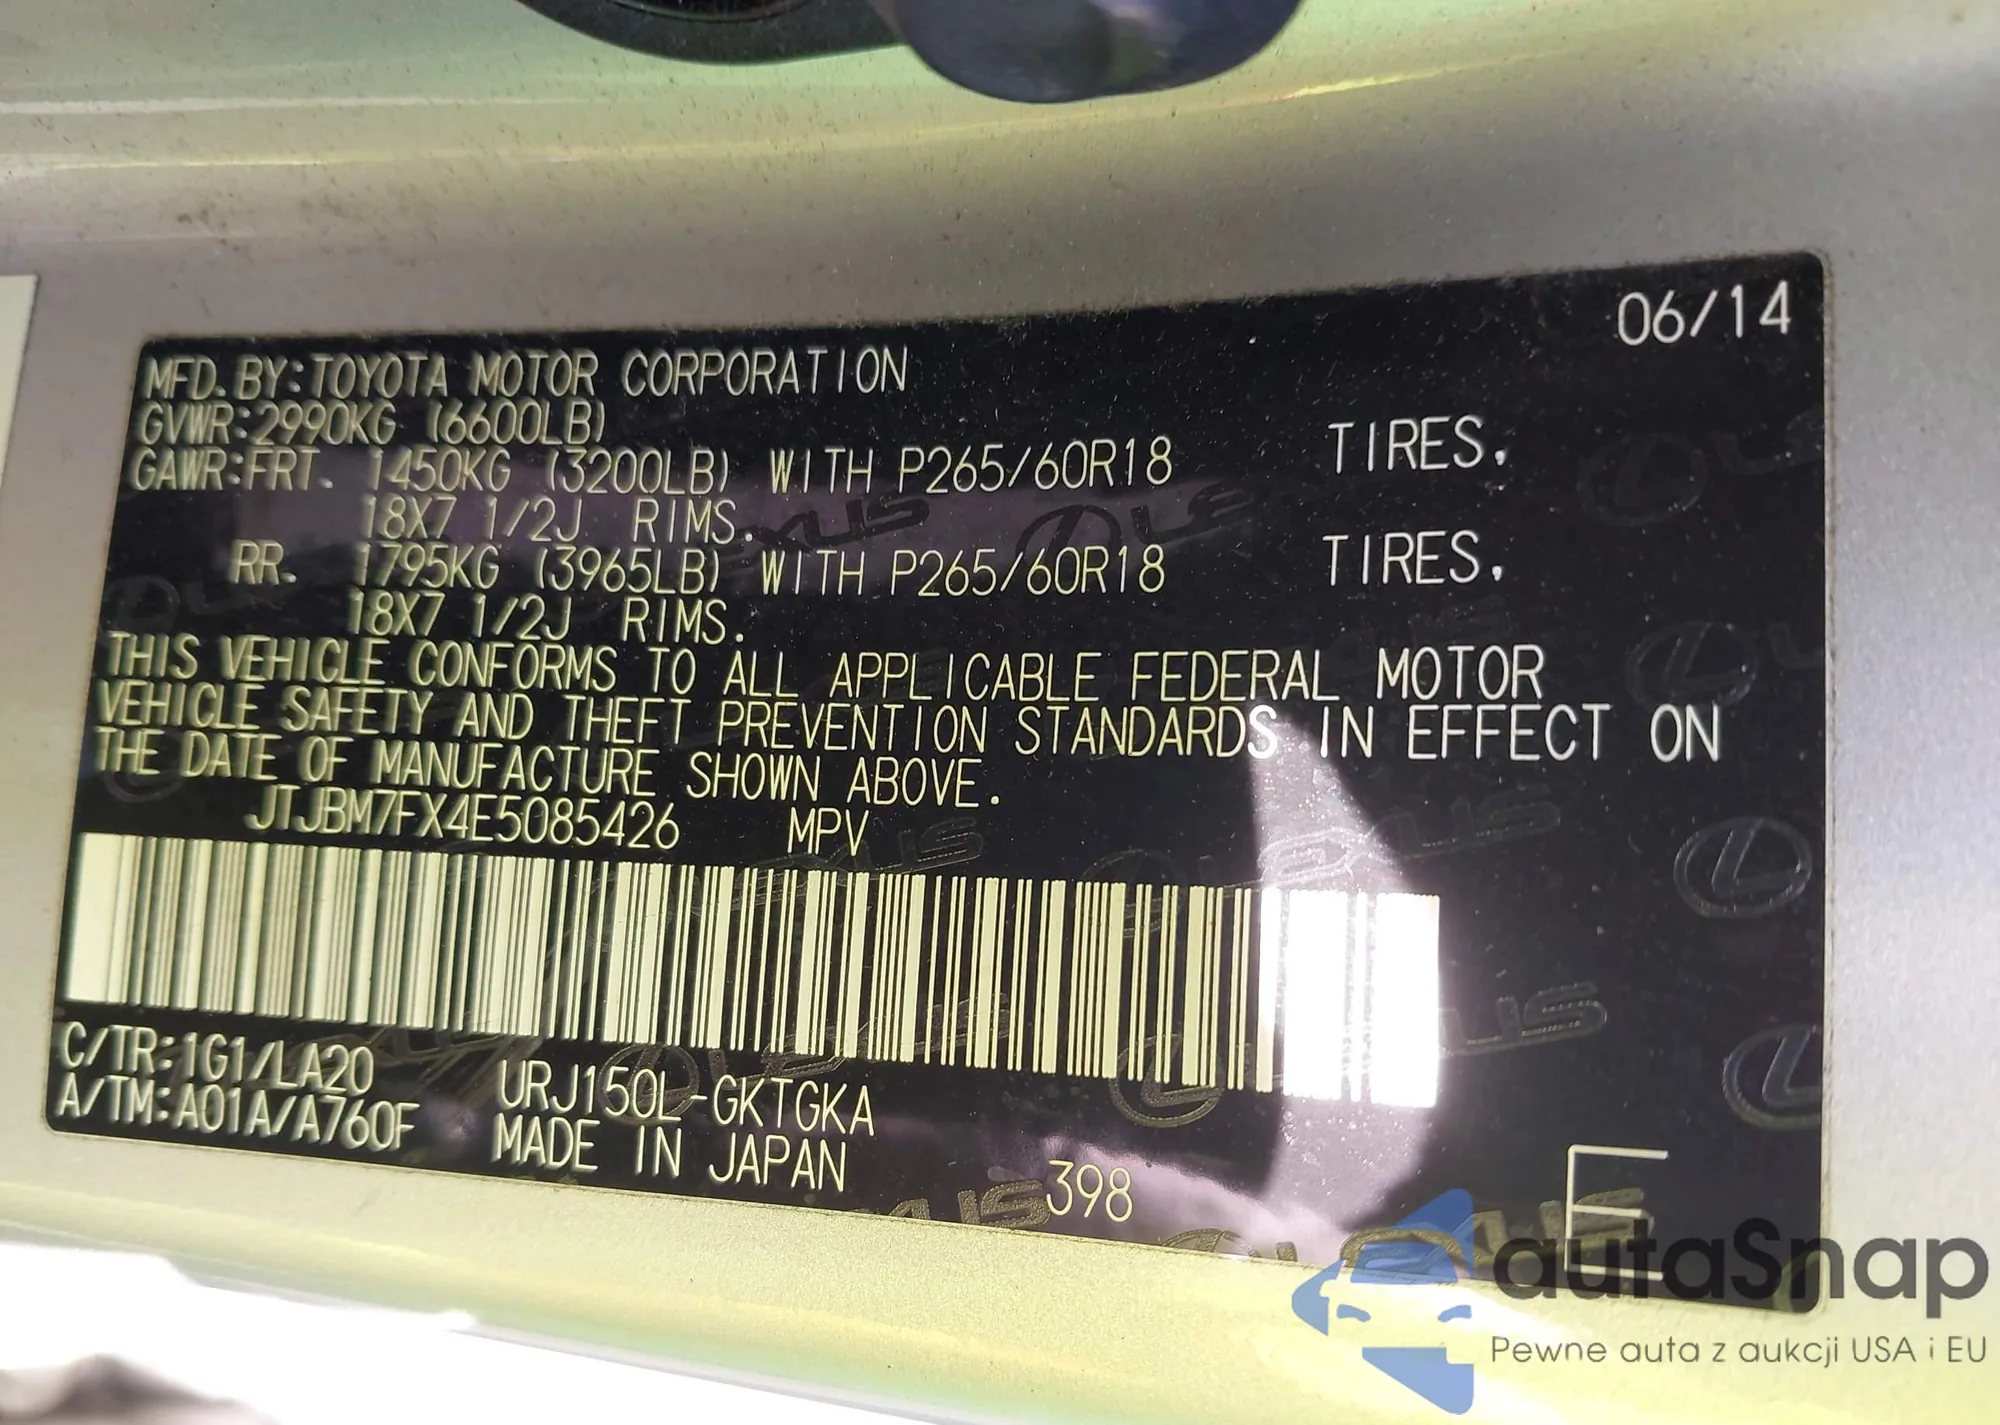 06/14
MFD.BY:TOYOTA MOTOR CORPORATION
GVWR:2990KG (6600LB)
GAWR:FRT. 1450KG (3200LB) WITH P265/60R18 TIRES,
18X7 1/2J RIMS.
RR. 1795KG (3965LB) WITH P265/60R18 TIRES,
18X7 1/2J RIMS.
THIS VEHICLE CONFORMS TO ALL APPLICABLE FEDERAL MOTOR
VEHICLE SAFETY AND THEFT PREVENTION STANDARDS IN EFFECT ON
THE DATE OF MANUFACTURE SHOWN ABOVE.
JTJBM7FX4E5085426 MPV
C/TR:1G1/LA20 URJ150L-GKTGKA
A/TM:A01A/A760F MADE IN JAPAN
398
E
autaSnap
Pewne auta z aukcji USA i EU